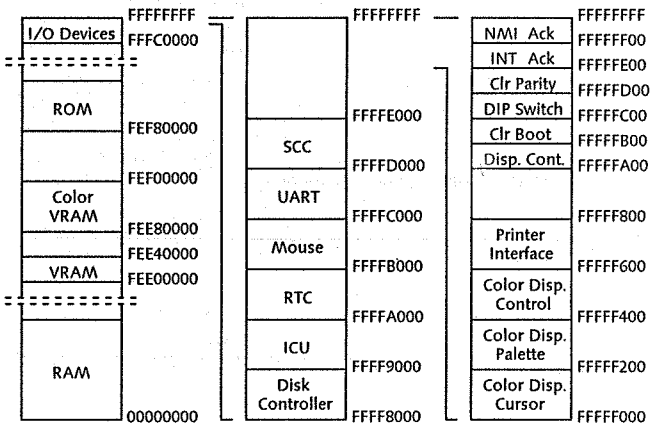 FFFFFFFF
I/O Devices
FFFC0000
ROM
FEF80000
FEF00000
Color
VRAM
FEE80000
FEE40000
VRAM
FEE00000
RAM
00000000
FFFFFFFF
FFFFE000
SCC
FFFFD000
UART
FFFFC000
Mouse
FFFFB000
RTC
FFFFA000
ICU
FFFF9000
Disk
Controller
FFFF8000
FFFFFFFF
NMI Ack
FFFFFF00
INT Ack
FFFFFE00
Clr Parity
FFFFFD00
DIP Switch
FFFFFC00
Clr Boot
FFFFFB00
Disp. Cont.
FFFFFA00
FFFFF800
Printer
Interface
FFFFF600
Color Disp.
Control
FFFFF400
Color Disp.
Palette
FFFFF200
Color Disp.
Cursor
FFFFF000